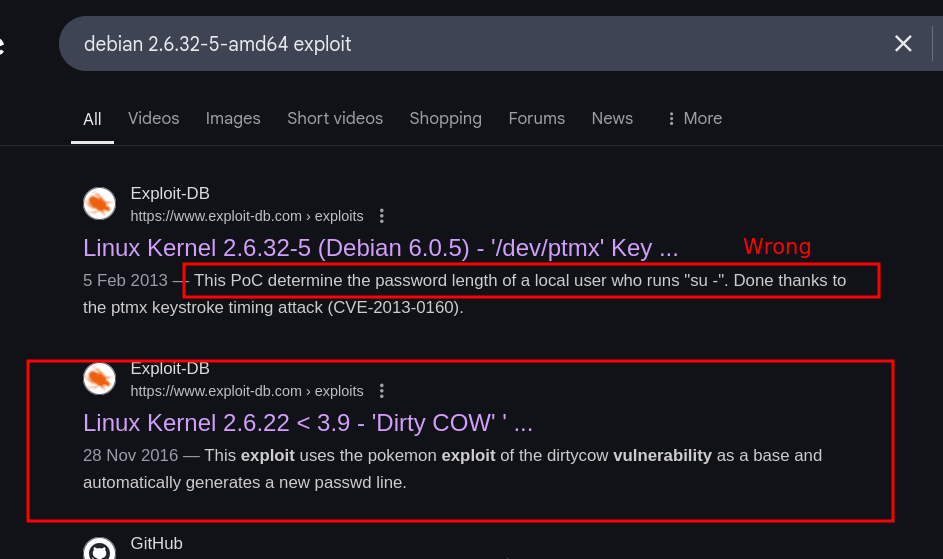 debian 2.6.32-5-amd64 exploit
All Videos Images Short videos Shopping Forums News More
Exploit-DB
https://www.exploit-db.com › exploits
Linux Kernel 2.6.32-5 (Debian 6.0.5) - '/dev/ptmx' Key ...
Wrong
5 Feb 2013 — This PoC determine the password length of a local user who runs "su -". Done thanks to
the ptmx keystroke timing attack (CVE-2013-0160).
Exploit-DB
https://www.exploit-db.com › exploits
Linux Kernel 2.6.22 < 3.9 - 'Dirty COW' ' ...
28 Nov 2016 — This exploit uses the pokemon exploit of the dirtycow vulnerability as a base and
automatically generates a new passwd line.
GitHub